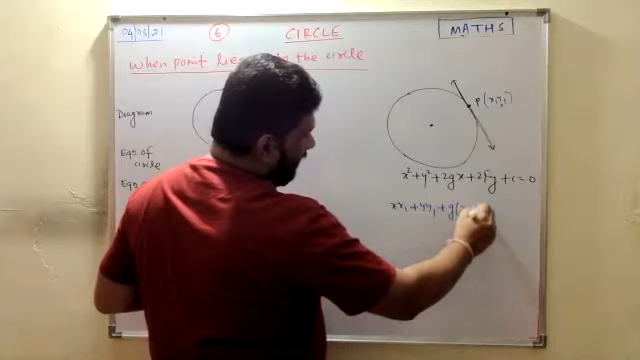 04/05/21
6
CIRCLE
MATHS
when point lies the circle
Diagram
P(x₁,y₁)
Eqn of circle
x² + y² + 2gx + 2fy + c = 0
Eqn
xx₁ + yy₁ + g(